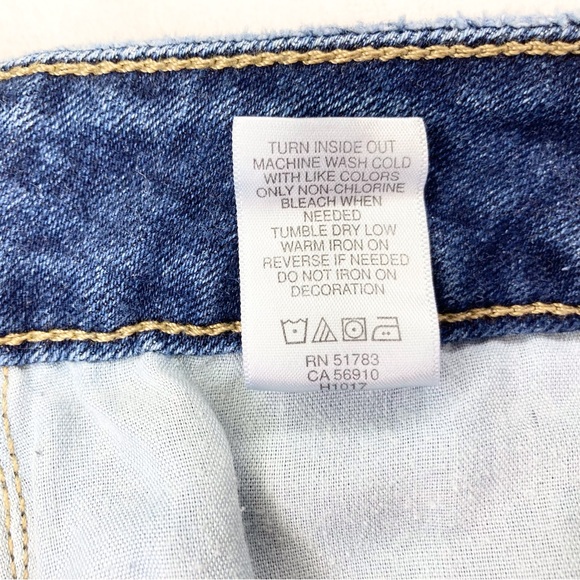 TURN INSIDE OUT
MACHINE WASH COLD
WITH LIKE COLORS
ONLY NON-CHLORINE
BLEACH WHEN
NEEDED
TUMBLE DRY LOW
WARM IRON ON
REVERSE IF NEEDED
DO NOT IRON ON
DECORATION
RN 51783
CA 56910
H1017